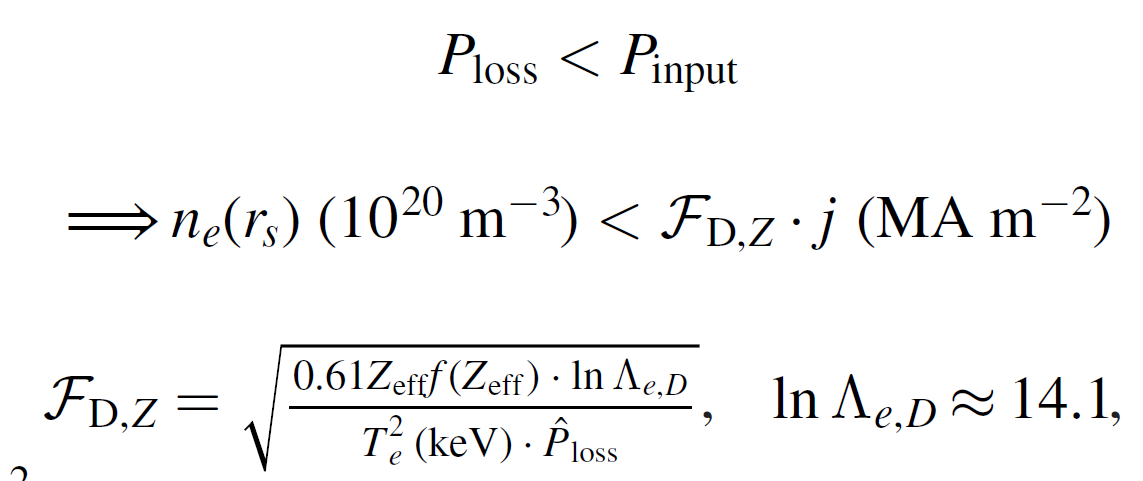 P_loss < P_input
⟹ n_e(r_s) (10^20 m^−3) < ℱ_D,Z · j (MA m^−2)
ℱ_D,Z = √(0.61Z_eff f(Z_eff) · ln Λ_e,D / T_e^2 (keV) · P̂_loss), ln Λ_e,D ≈ 14.1,